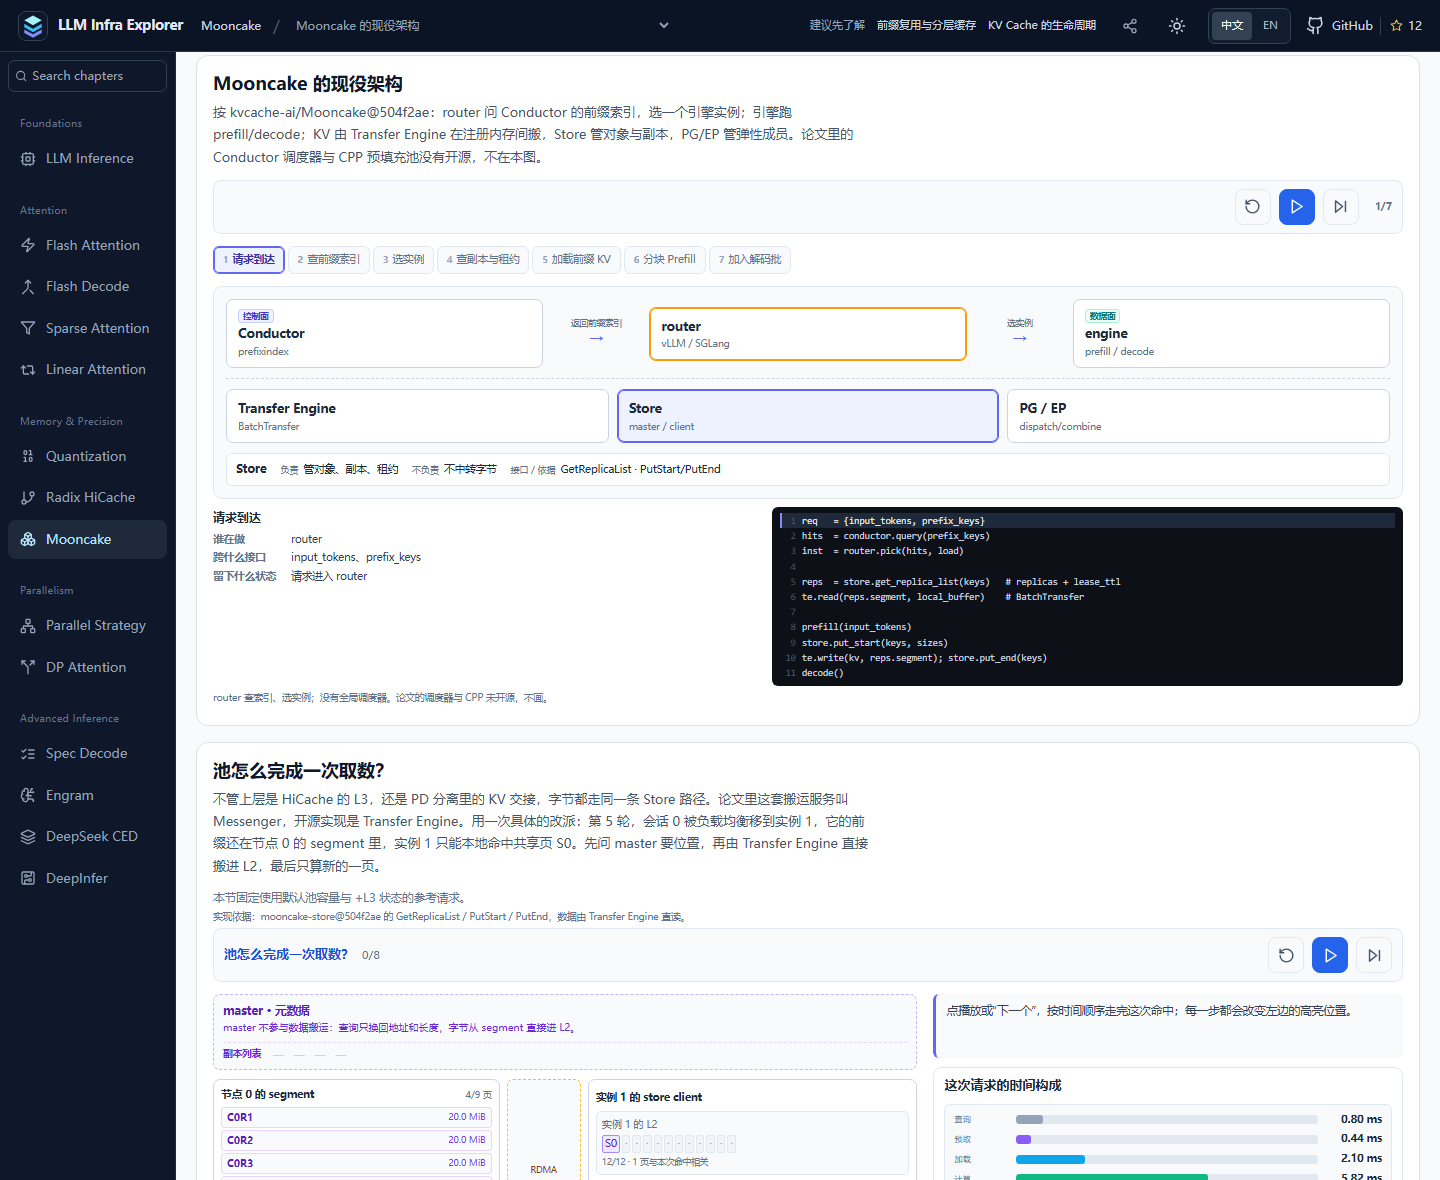 LLM Infra Explorer
Mooncake / Mooncake 的现役架构
建议先了解 前缀复用与分层缓存 KV Cache 的生命周期
中文 EN
GitHub 12
Search chapters
Foundations
LLM Inference
Attention
Flash Attention
Flash Decode
Sparse Attention
Linear Attention
Memory & Precision
Quantization
Radix HiCache
Mooncake
Parallelism
Parallel Strategy
DP Attention
Advanced Inference
Spec Decode
Engram
DeepSeek CED
DeepInfer
Mooncake 的现役架构
按 kvcache-ai/Mooncake@504f2ae：router 问 Conductor 的前缀索引，选一个引擎实例；引擎跑
prefill/decode；KV 由 Transfer Engine 在注册内存间搬，Store 管对象与副本，PG/EP 管弹性成员。论文里的
Conductor 调度器与 CPP 预填充池没有开源，不在本图。
1/7
1 请求到达
2 查前缀索引
3 选实例
4 查副本与租约
5 加载前缀 KV
6 分块 Prefill
7 加入解码批
控制面
Conductor
prefixindex
返回前缀索引
→
router
vLLM / SGLang
选实例
→
数据面
engine
prefill / decode
Transfer Engine
BatchTransfer
Store
master / client
PG / EP
dispatch/combine
Store 负责 管对象、副本、租约 不负责 不中转字节 接口 / 依据 GetReplicaList · PutStart/PutEnd
请求到达
谁在做 router
跨什么接口 input_tokens、prefix_keys
留下什么状态 请求进入 router
1 req   = {input_tokens, prefix_keys}
2 hits  = conductor.query(prefix_keys)
3 inst  = router.pick(hits, load)
4
5 reps  = store.get_replica_list(keys)   # replicas + lease_ttl
6 te.read(reps.segment, local_buffer)    # BatchTransfer
7
8 prefill(input_tokens)
9 store.put_start(keys, sizes)
10 te.write(kv, reps.segment); store.put_end(keys)
11 decode()
router 查索引、选实例；没有全局调度器。论文的调度器与 CPP 未开源，不画。
池怎么完成一次取数？
不管上层是 HiCache 的 L3，还是 PD 分离里的 KV 交接，字节都走同一条 Store 路径。论文里这套搬运服务叫
Messenger，开源实现是 Transfer Engine。用一次具体的改派：第 5 轮，会话 0 被负载均衡移到实例 1，它的前
缀还在节点 0 的 segment 里，实例 1 只能本地命中共享页 S0。先问 master 要位置，再由 Transfer Engine 直接
搬进 L2，最后只算新的一页。
本节固定使用默认池容量与 +L3 状态的参考请求。
实现依据：mooncake-store@504f2ae 的 GetReplicaList / PutStart / PutEnd，数据由 Transfer Engine 直读。
池怎么完成一次取数？ 0/8
master · 元数据
master 不参与数据搬运：查询只换回地址和长度，字节从 segment 直接进 L2。
副本列表 — — — —
点播放或“下一个”，按时间顺序走完这次命中；每一步都会改变左边的高亮位置。
节点 0 的 segment 4/9 页
C0R1 20.0 MiB
C0R2 20.0 MiB
C0R3 20.0 MiB
RDMA
实例 1 的 store client
实例 1 的 L2
S0 · · · · · · · · · · ·
12/12 · 1 页与本次命中相关
这次请求的时间构成
查询 0.80 ms
预取 0.44 ms
加载 2.10 ms
计算 5.82 ms